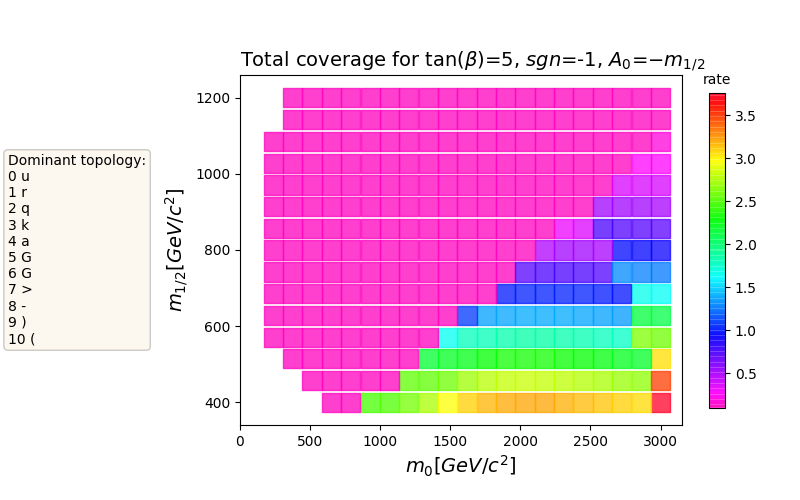 Total coverage for tan(β)=5, sgn=-1, A₀=−m₁/₂
rate
1200
1000
800
600
400
m₁/₂[GeV/c²]
0
500
1000
1500
2000
2500
3000
m₀[GeV/c²]
3.5
3.0
2.5
2.0
1.5
1.0
0.5
Dominant topology:
0 u
1 r
2 q
3 k
4 a
5 G
6 G
7 >
8 -
9 )
10 (